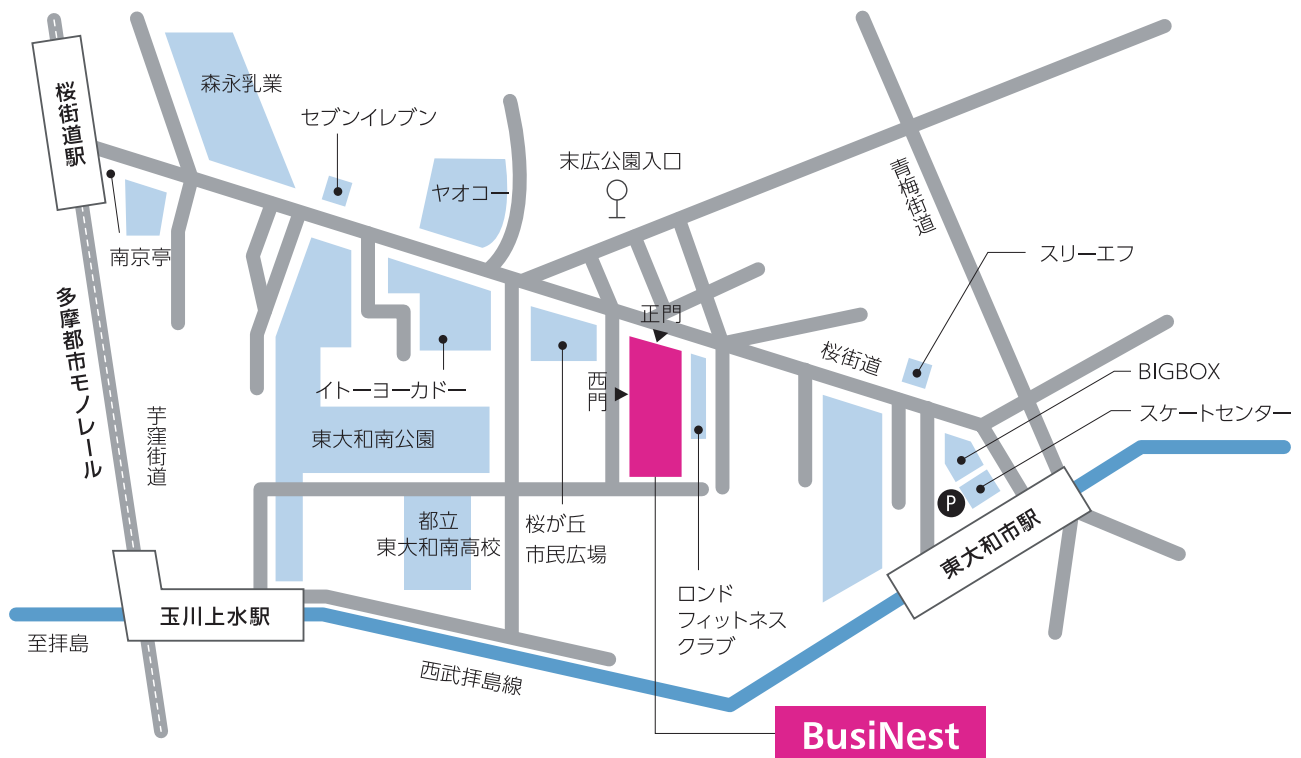 森永乳業
桜街道駅
セブンイレブン
末広公園入口
ヤオコー
青梅街道
南京亭
スリーエフ
多摩都市モノレール
正門
桜街道
西門
BIGBOX
イトーヨーカドー
スケートセンター
芋窪街道
東大和南公園
P
都立
東大和南高校
桜が丘
市民広場
東大和市駅
玉川上水駅
ロンド
フィットネス
クラブ
至拝島
西武拝島線
BusiNest